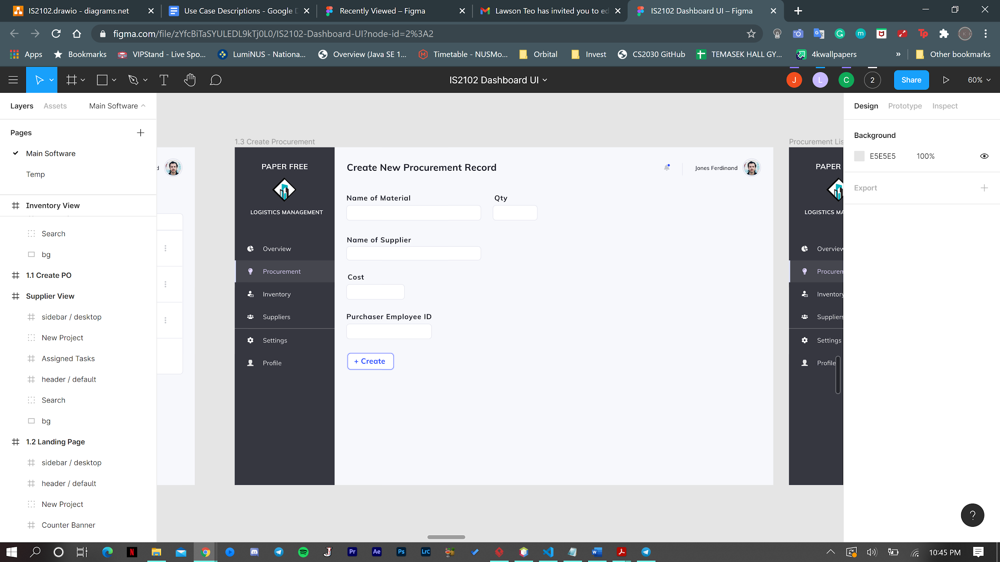 IS2102.drawio - diagrams.net
Use Case Descriptions - Google D
Recently Viewed – Figma
Lawson Teo has invited you to ed
IS2102 Dashboard UI – Figma
figma.com/file/zYfcBiTaSYULEDL9kTj0L0/IS2102-Dashboard-UI?node-id=2%3A2
Apps
Bookmarks
VIPStand - Live Spo...
LumiNUS - Nationa...
Overview (Java SE 1...
Timetable - NUSMo...
Orbital
Invest
CS2030 GitHub
TEMASEK HALL GY...
4kwallpapers
»
Other bookmarks
IS2102 Dashboard UI
J
L
C
2
Share
60%
Layers
Assets
Main Software
Pages
Main Software
Temp
Inventory View
Search
bg
1.1 Create PO
Supplier View
sidebar / desktop
New Project
Assigned Tasks
header / default
Search
bg
1.2 Landing Page
sidebar / desktop
header / default
New Project
Counter Banner
1.3 Create Procurement
PAPER FREE
LOGISTICS MANAGEMENT
Overview
Procurement
Inventory
Suppliers
Settings
Profile
Create New Procurement Record
Jones Ferdinand
Name of Material
Qty
Name of Supplier
Cost
Purchaser Employee ID
+ Create
Procurement Lis
PAPER
LOGISTICS MA
Overview
Procurem
Inventory
Suppliers
Settings
Profile
Design
Prototype
Inspect
Background
E5E5E5
100%
Export
?
Pr
Ae
Ps
Lrc
10:45 PM